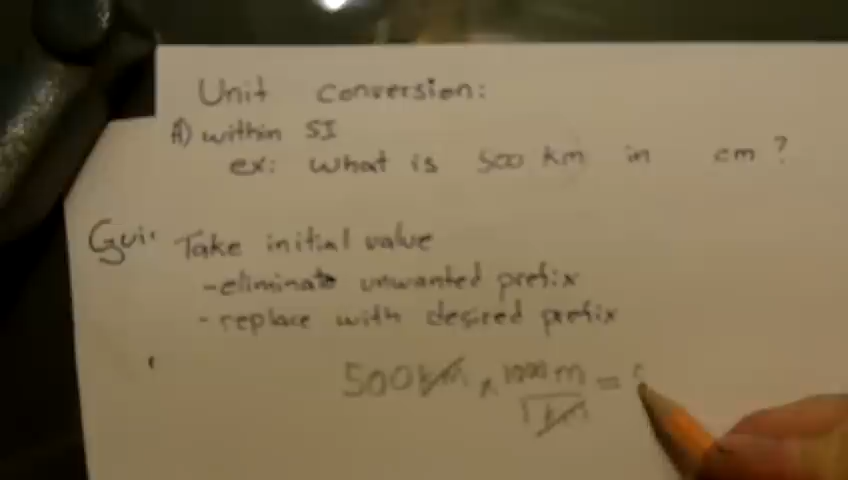 Unit conversion:
A) within SI
ex: What is 500 km in cm ?
Gui
Take initial value
-eliminate unwanted prefix
-replace with desired prefix
500 km x 1000 m =
1 km